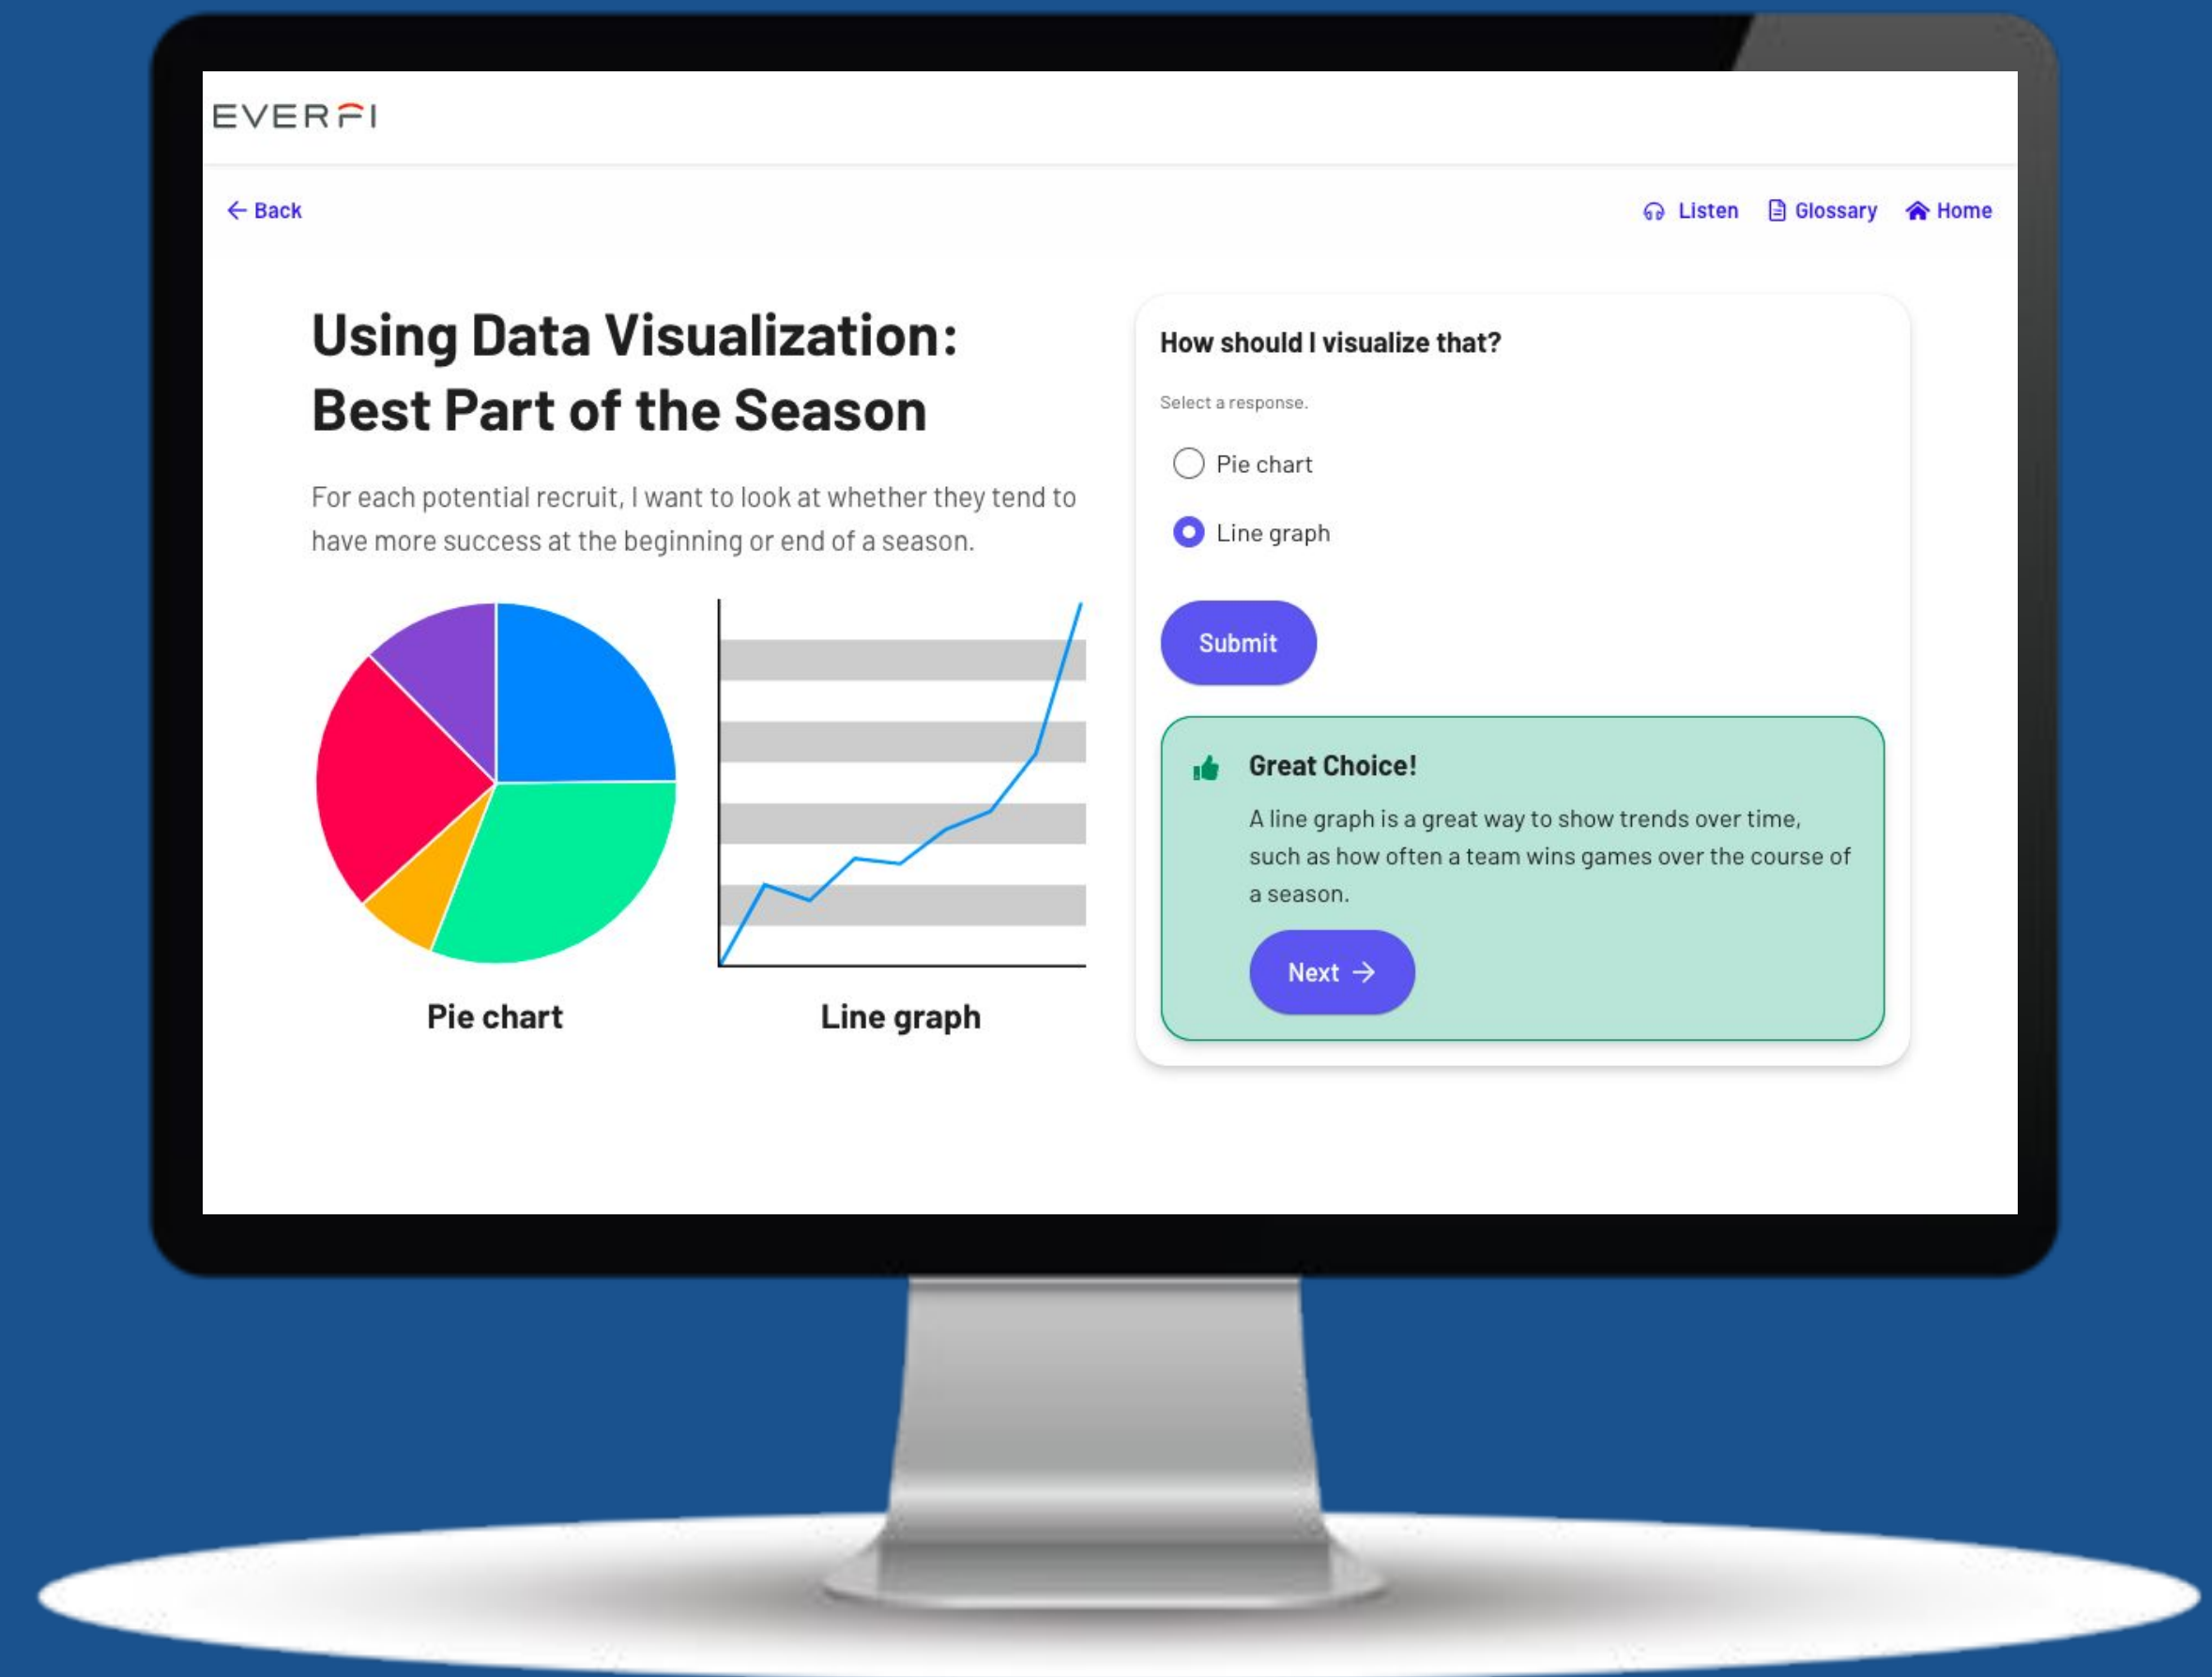 EVERFI
Back
Listen
Glossary
Home
Using Data Visualization:
Best Part of the Season
For each potential recruit, I want to look at whether they tend to
have more success at the beginning or end of a season.
Pie chart
Line graph
How should I visualize that?
Select a response.
Pie chart
Line graph
Submit
Great Choice!
A line graph is a great way to show trends over time,
such as how often a team wins games over the course of
a season.
Next